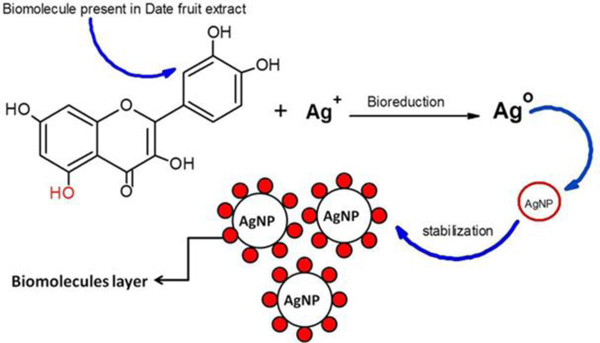 Biomolecule present in Date fruit extract
OH
OH
HO
O
OH
HO
O
+ Ag⁺
Bioreduction
Ag⁰
AgNP
stabilization
AgNP
AgNP
AgNP
Biomolecules layer